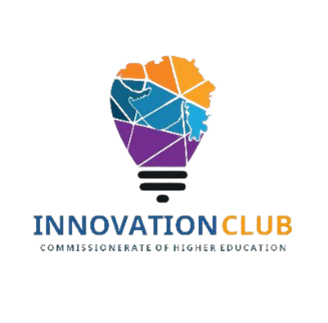 INNOVATION CLUB
COMMISSIONERATE OF HIGHER EDUCATION